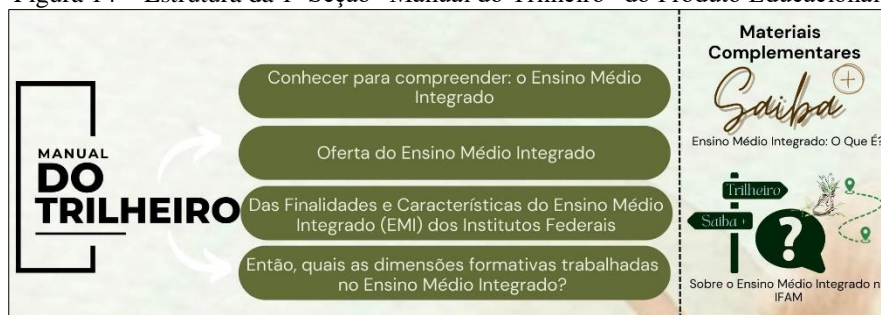 Figura 14 – Estrutura da 1ª Seção "Manual do Trilheiro" do Produto Educacional
MANUAL
DO
TRILHEIRO
Conhecer para compreender: o Ensino Médio
Integrado
Oferta do Ensino Médio Integrado
Das Finalidades e Características do Ensino Médio
Integrado (EMI) dos Institutos Federais
Então, quais as dimensões formativas trabalhadas
no Ensino Médio Integrado?
Materiais
Complementares
Saiba +
Ensino Médio Integrado: O Que É?
Trilheiro
Saiba +
?
Sobre o Ensino Médio Integrado n
IFAM